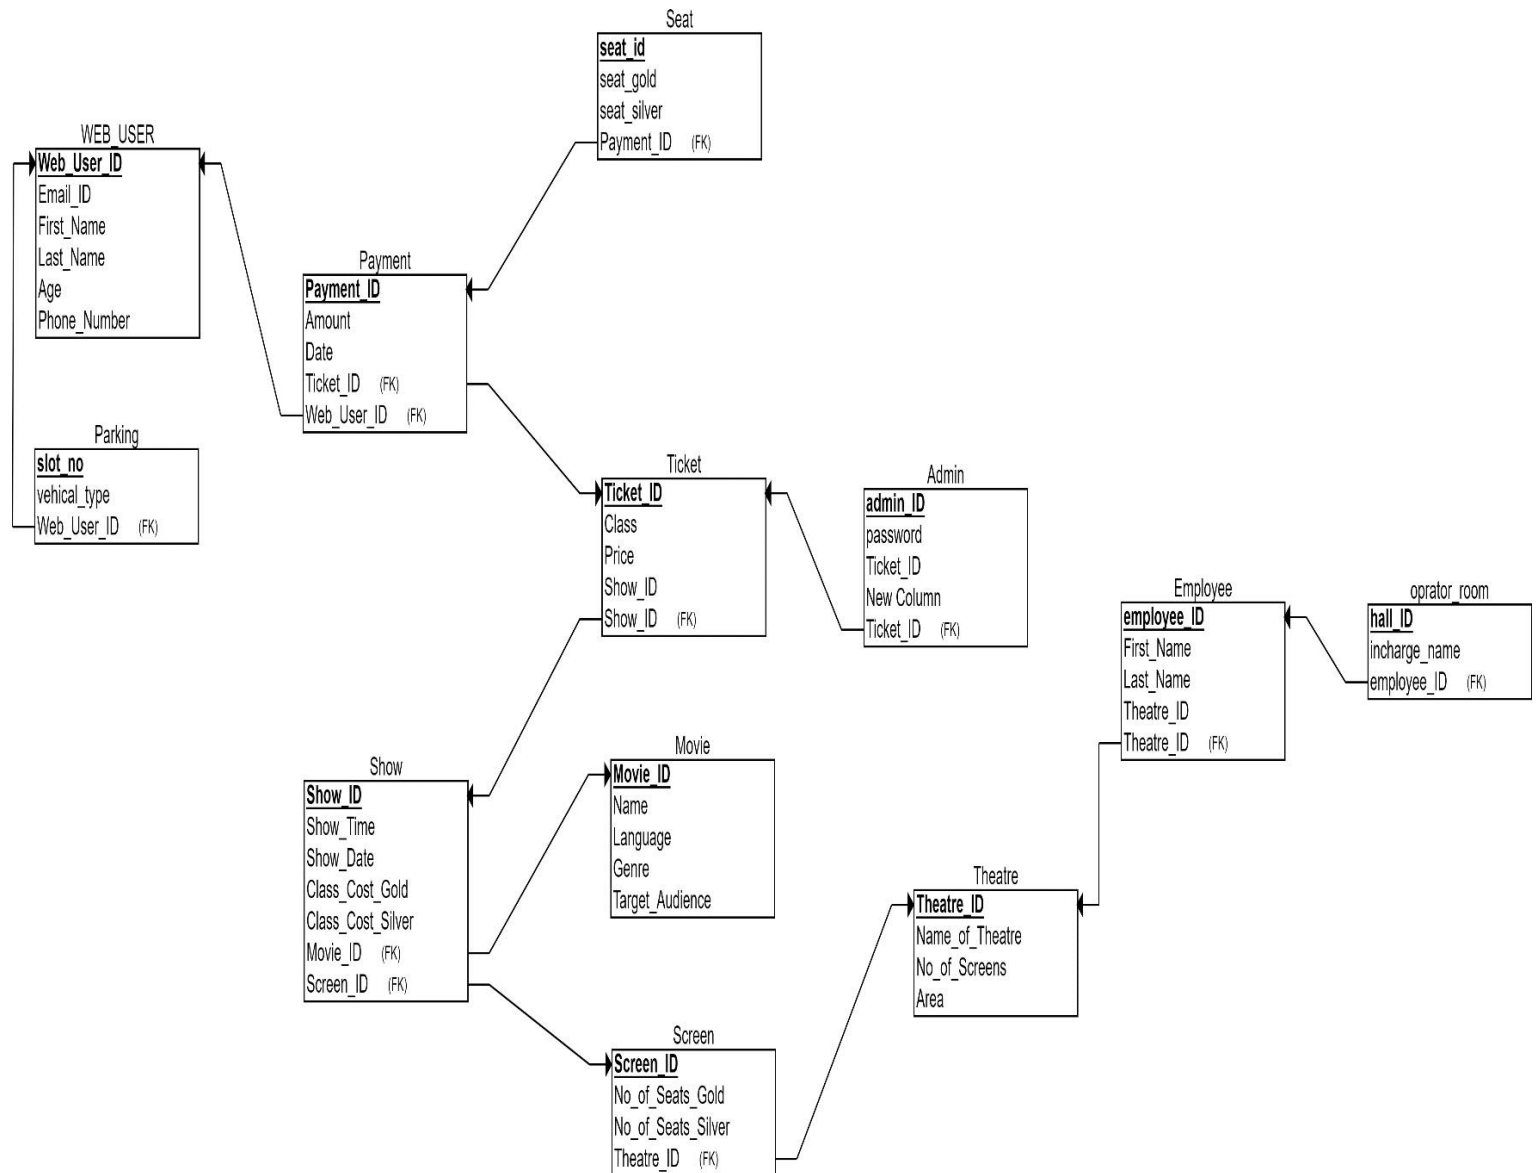 Seat
seat_id
seat_gold
seat_silver
Payment_ID (FK)
WEB_USER
Web_User_ID
Email_ID
First_Name
Last_Name
Age
Phone_Number
Payment
Payment_ID
Amount
Date
Ticket_ID (FK)
Web_User_ID (FK)
Parking
slot_no
vehical_type
Web_User_ID (FK)
Ticket
Ticket_ID
Class
Price
Show_ID
Show_ID (FK)
Admin
admin_ID
password
Ticket_ID
New Column
Ticket_ID (FK)
Employee
employee_ID
First_Name
Last_Name
Theatre_ID
Theatre_ID (FK)
oprator_room
hall_ID
incharge_name
employee_ID (FK)
Show
Show_ID
Show_Time
Show_Date
Class_Cost_Gold
Class_Cost_Silver
Movie_ID (FK)
Screen_ID (FK)
Movie
Movie_ID
Name
Language
Genre
Target_Audience
Theatre
Theatre_ID
Name_of_Theatre
No_of_Screens
Area
Screen
Screen_ID
No_of_Seats_Gold
No_of_Seats_Silver
Theatre_ID (FK)